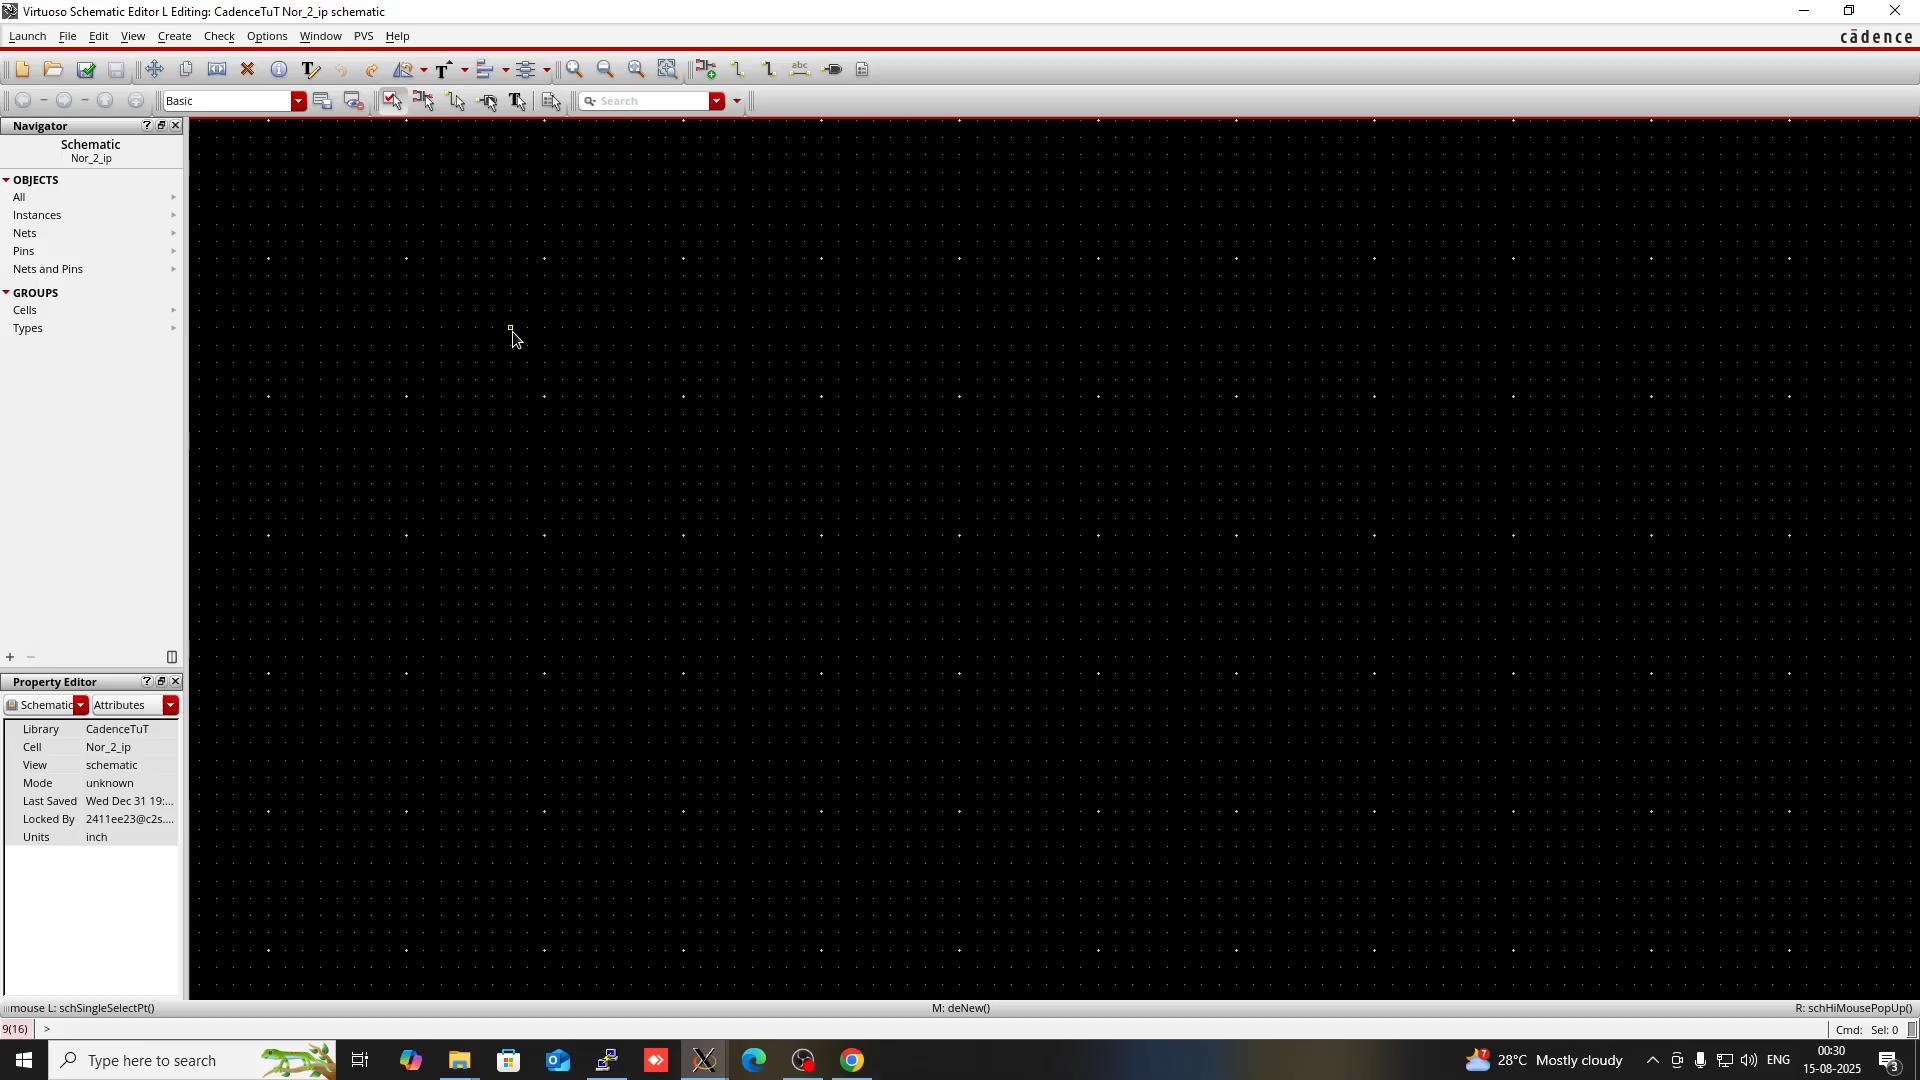 Virtuoso Schematic Editor L Editing: CadenceTuT Nor_2_ip schematic
Launch File Edit View Create Check Options Window PVS Help
cādence
abc
Basic
Search
Navigator
Schematic
Nor_2_ip
OBJECTS
All
Instances
Nets
Pins
Nets and Pins
GROUPS
Cells
Types
Property Editor
Schematic Attributes
Library CadenceTuT
Cell Nor_2_ip
View schematic
Mode unknown
Last Saved Wed Dec 31 19:...
Locked By 2411ee23@c2s....
Units inch
mouse L: schSingleSelectPt() M: deNew() R: schHiMousePopUp()
9(16) > Cmd: Sel: 0
Type here to search
7 28°C Mostly cloudy
ENG
00:30
15-08-2025
3